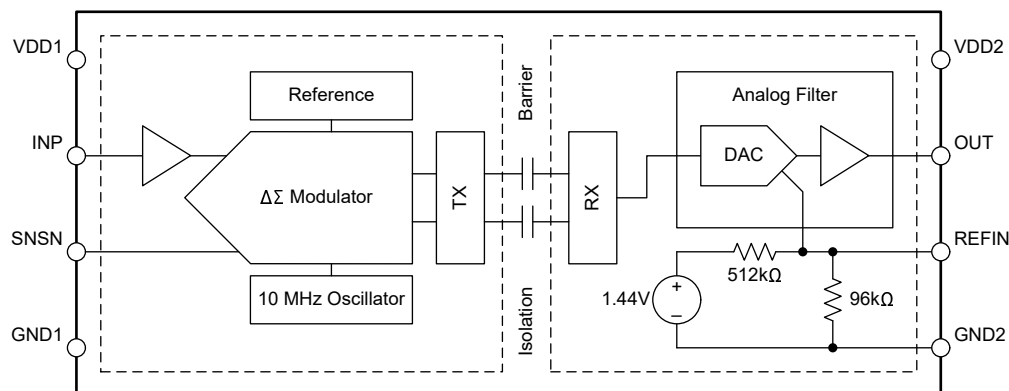 VDD1
VDD2
Reference
Barrier
Analog Filter
INP
OUT
DAC
ΔΣ Modulator
TX
RX
SNSN
REFIN
512kΩ
10 MHz Oscillator
1.44V
+
–
96kΩ
Isolation
GND1
GND2